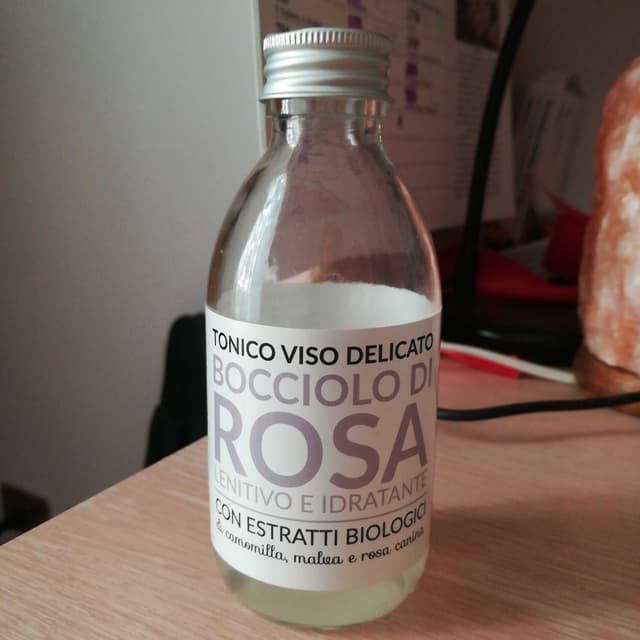 TONICO VISO DELICATO
BOCCIOLO DI
ROSA
LENITIVO E IDRATANTE
CON ESTRATTI BIOLOGICI
di camomilla, malva e rosa canina